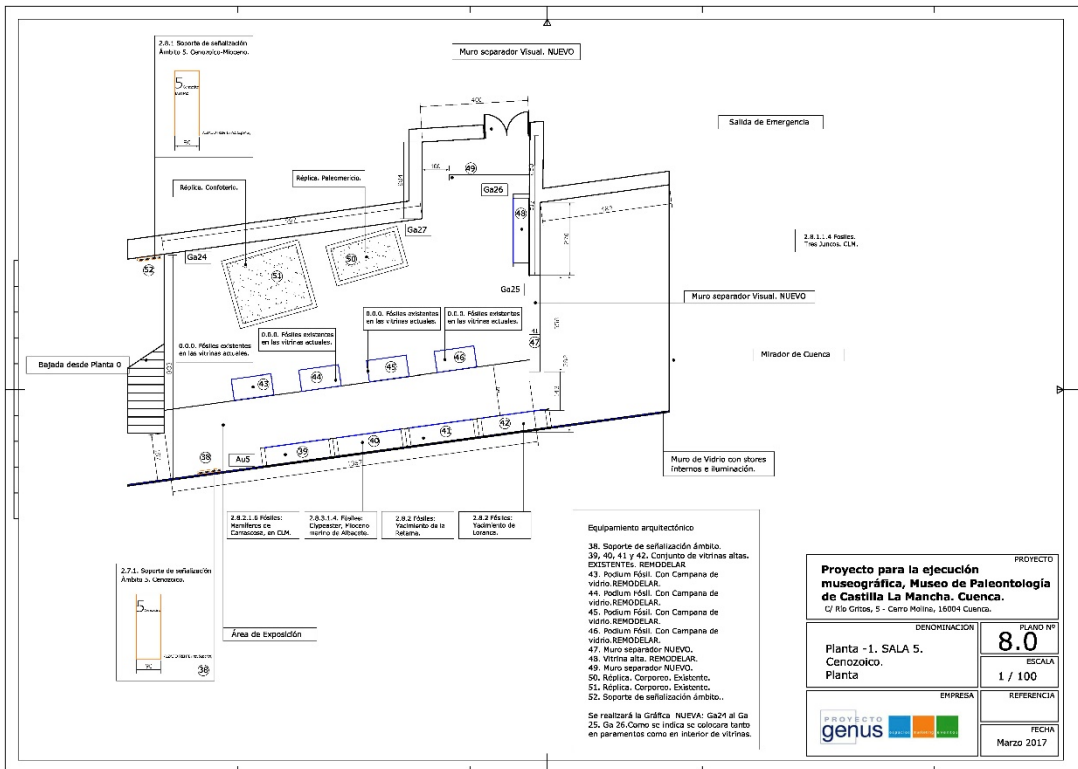 2.8.1 Soporte de señalización
Ámbito 5. Cenozoico-Mioceno.
5
Muro separador Visual. NUEVO
Salida de Emergencia
400
Réplica. Confoterio.
Réplica. Paleomericio.
100
49
Ga26
48
Ga27
Ga24
52
50
51
2.8.1.1.4 Fósiles.
Tres Juncos. CLM.
Ga25
Muro separador Visual. NUEVO
0.0.0. Fósiles existentes
en las vitrinas actuales.
0.0.0. Fósiles existentes
en las vitrinas actuales.
0.0.0. Fósiles existentes
en las vitrinas actuales.
0.0.0. Fósiles existentes
en las vitrinas actuales.
41
47
Bajada desde Planta 0
Mirador de Cuenca
43
44
45
46
38
Au5
39
40
41
42
Muro de Vidrio con stores
internos e iluminación.
2.8.2.1.6 Fósiles:
Mamíferos de
Carrascosa, en CLM.
2.8.3.1.4. Fósiles:
Clypeaster, Mioceno
marino de Albacete.
2.8.2 Fósiles:
Yacimiento de la
Retama.
2.8.2 Fósiles:
Yacimiento de
Loranca.
2.7.1. Soporte de señalización
Ámbito 5. Cenozoico.
5
38
Área de Exposición
Equipamiento arquitectónico
38. Soporte de señalización ámbito.
39, 40, 41 y 42. Conjunto de vitrinas altas.
EXISTENTES. REMODELAR
43. Podium Fósil. Con Campana de
vidrio.REMODELAR.
44. Podium Fósil. Con Campana de
vidrio.REMODELAR.
45. Podium Fósil. Con Campana de
vidrio.REMODELAR.
46. Podium Fósil. Con Campana de
vidrio.REMODELAR.
47. Muro separador NUEVO.
48. Vitrina alta. REMODELAR.
49. Muro separador NUEVO.
50. Réplica. Corporeo. Existente.
51. Réplica. Corporeo. Existente.
52. Soporte de señalización ámbito..
Se realizará la Gráfica NUEVA: Ga24 al Ga
25. Ga 26.Como se indica se colocara tanto
en paramentos como en interior de vitrinas.
PROYECTO
Proyecto para la ejecución
museográfica, Museo de Paleontología
de Castilla La Mancha. Cuenca.
C/ Río Gritos, 5 - Cerro Molina, 16004 Cuenca.
DENOMINACIÓN
Planta -1. SALA 5.
Cenozoico.
Planta
PLANO Nº
8.0
ESCALA
1 / 100
EMPRESA
PROYECTO
genus
REFERENCIA
FECHA
Marzo 2017